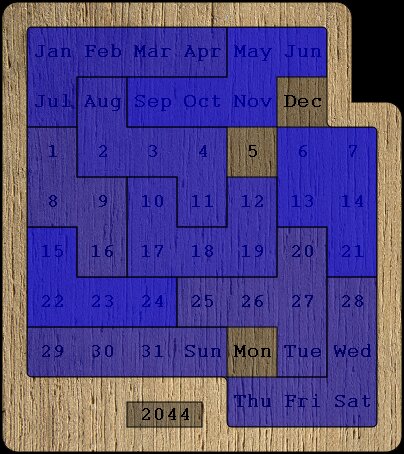 Jan Feb Mar Apr May Jun
Jul Aug Sep Oct Nov Dec
1 2 3 4 5 6 7
8 9 10 11 12 13 14
15 16 17 18 19 20 21
22 23 24 25 26 27 28
29 30 31 Sun Mon Tue Wed
Thu Fri Sat
2044